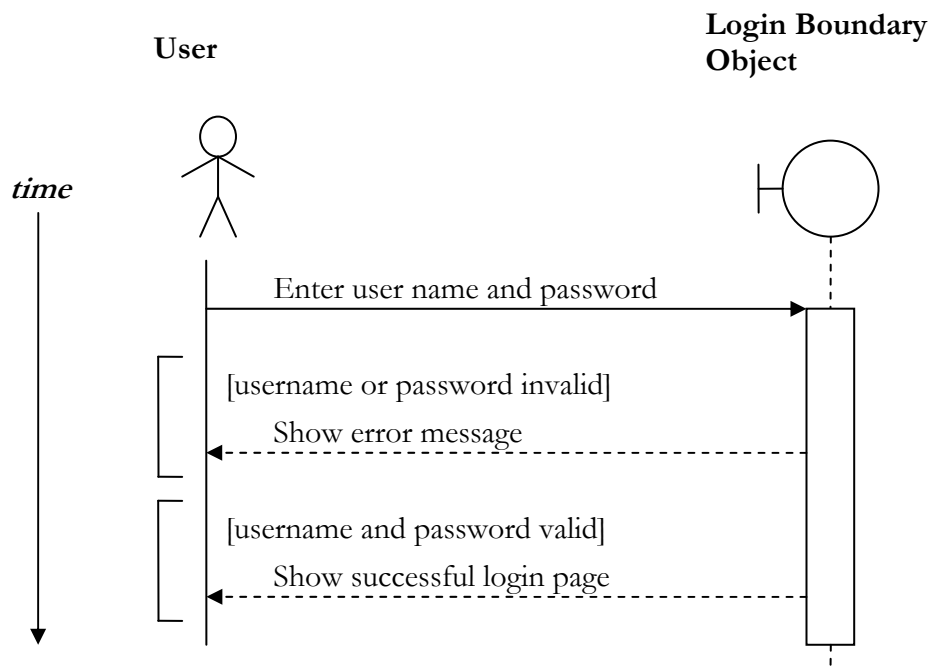 User
Login Boundary
Object
time
Enter user name and password
[username or password invalid]
Show error message
[username and password valid]
Show successful login page